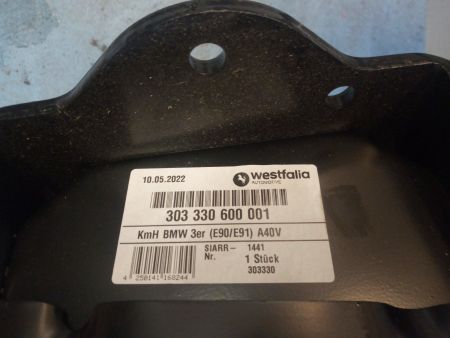 10.05.2022
westfalia
AUTOMOTIVE
303 330 600 001
KmH BMW 3er (E90/E91) A40V
SIARR- 1441
Nr. 1 Stück
303330
4 250141 168244